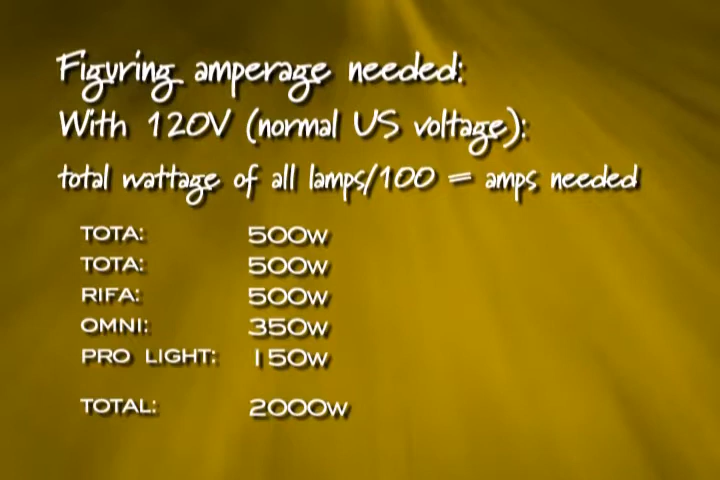 Figuring amperage needed:
With 120V (normal US voltage):
total wattage of all lamps/100 = amps needed
TOTA: 500W
TOTA: 500W
RIFA: 500W
OMNI: 350W
PRO LIGHT: 150W
TOTAL: 2000W